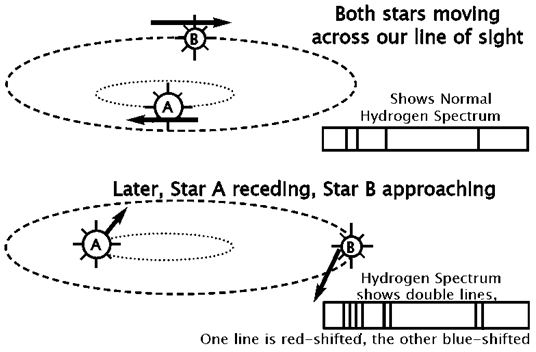 Both stars moving
across our line of sight
B
A
Shows Normal
Hydrogen Spectrum
Later, Star A receding, Star B approaching
A
B
Hydrogen Spectrum
shows double lines,
One line is red-shifted, the other blue-shifted